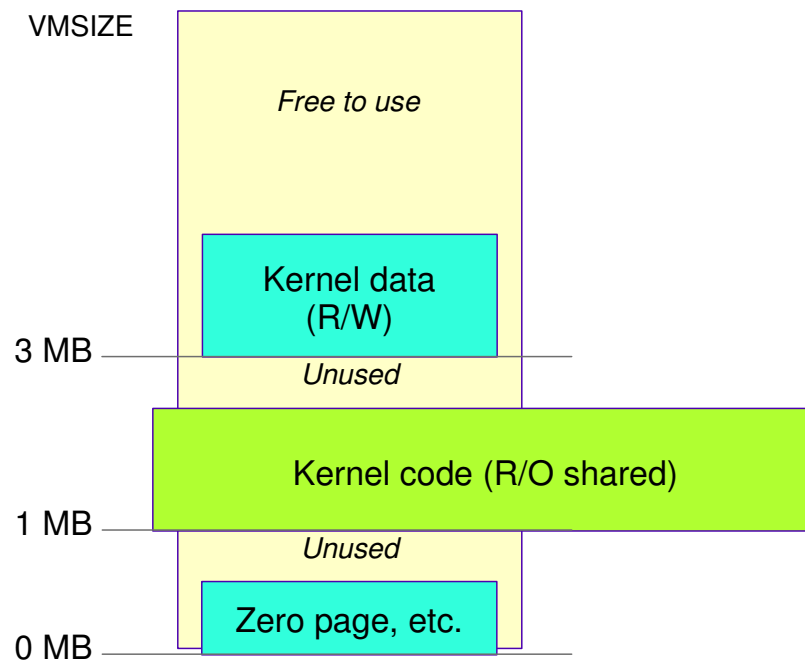 VMSIZE
Free to use
Kernel data
(R/W)
3 MB
Unused
Kernel code (R/O shared)
1 MB
Unused
Zero page, etc.
0 MB